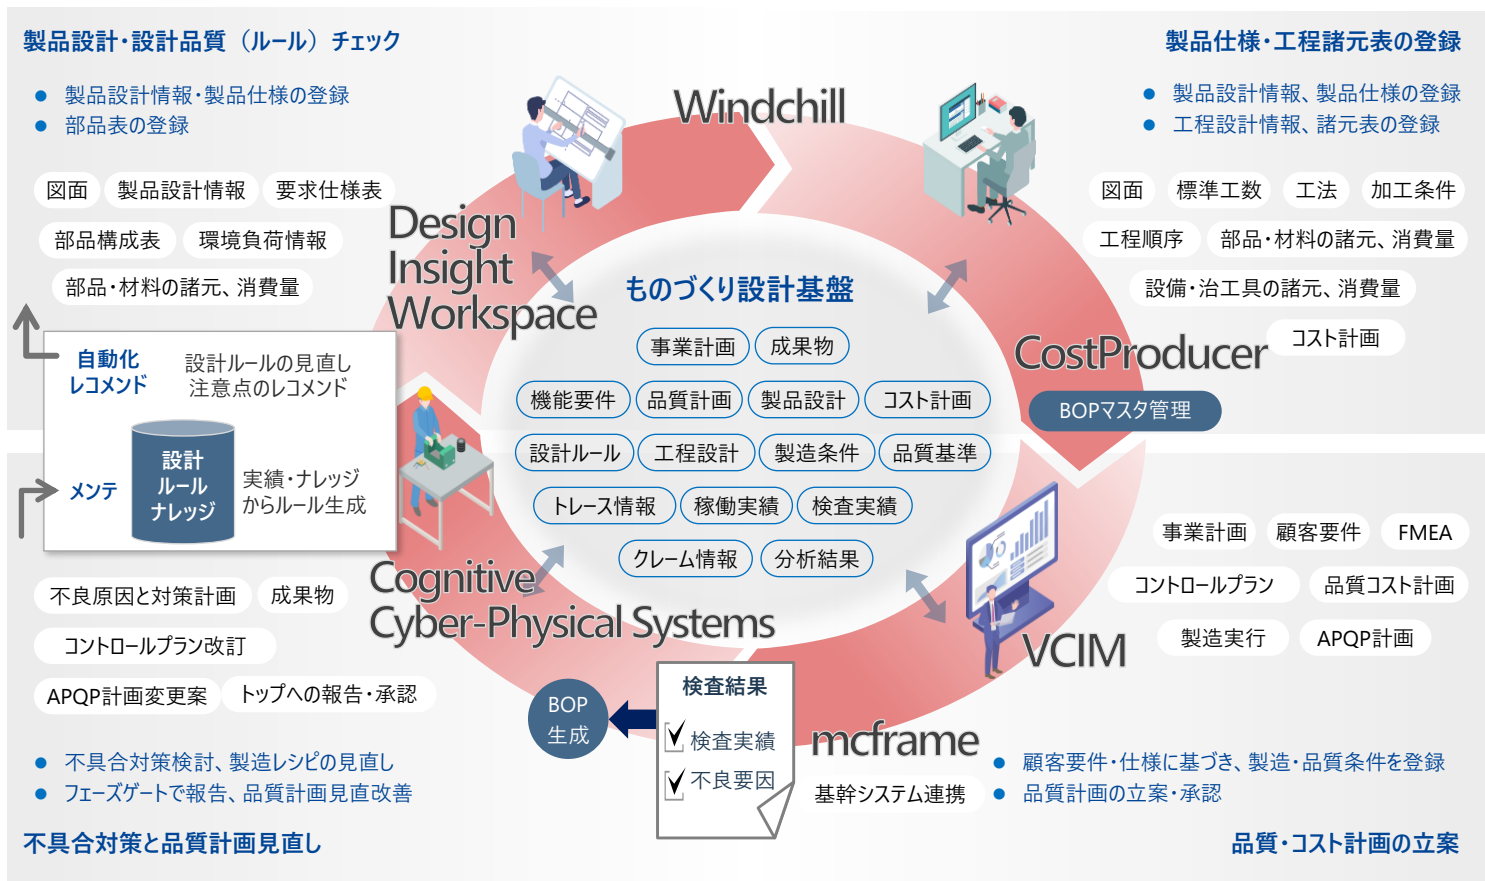 製品設計・設計品質（ルール）チェック
● 製品設計情報・製品仕様の登録
● 部品表の登録
図面 製品設計情報 要求仕様表
部品構成表 環境負荷情報
部品・材料の諸元、消費量
Windchill
製品仕様・工程諸元表の登録
● 製品設計情報、製品仕様の登録
● 工程設計情報、諸元表の登録
図面 標準工数 工法 加工条件
工程順序 部品・材料の諸元、消費量
設備・治工具の諸元、消費量
コスト計画
Design
Insight
Workspace
CostProducer
BOPマスタ管理
ものづくり設計基盤
事業計画 成果物
機能要件 品質計画 製品設計 コスト計画
設計ルール 工程設計 製造条件 品質基準
トレース情報 稼働実績 検査実績
クレーム情報 分析結果
自動化
レコメンド
設計ルールの見直し
注意点のレコメンド
メンテ
設計
ルール
ナレッジ
実績・ナレッジ
からルール生成
Cognitive
Cyber-Physical Systems
不良原因と対策計画 成果物
コントロールプラン改訂
APQP計画変更案 トップへの報告・承認
● 不具合対策検討、製造レシピの見直し
● フェーズゲートで報告、品質計画見直改善
不具合対策と品質計画見直し
BOP
生成
検査結果
検査実績
不良要因
mcframe
基幹システム連携
VCIM
事業計画 顧客要件 FMEA
コントロールプラン 品質コスト計画
製造実行 APQP計画
● 顧客要件・仕様に基づき、製造・品質条件を登録
● 品質計画の立案・承認
品質・コスト計画の立案